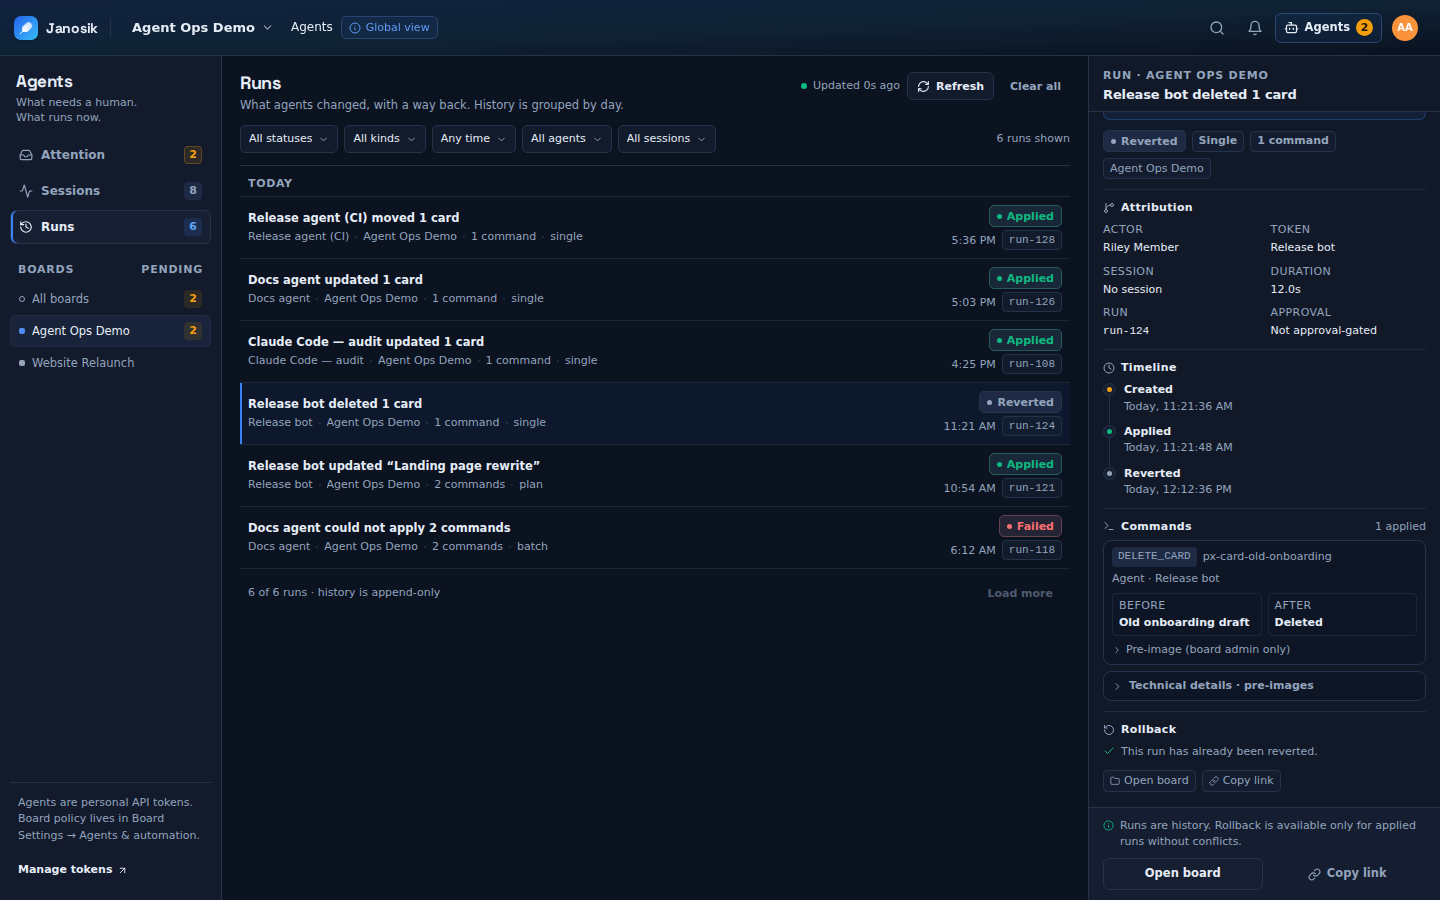 Janosik
Agent Ops Demo
Agents
Global view
Agents 2
AA
Agents
What needs a human.
What runs now.
Attention 2
Sessions 8
Runs 6
BOARDS PENDING
All boards 2
Agent Ops Demo 2
Website Relaunch
Agents are personal API tokens.
Board policy lives in Board
Settings → Agents & automation.
Manage tokens
Runs
What agents changed, with a way back. History is grouped by day.
Updated 0s ago
Refresh
Clear all
All statuses
All kinds
Any time
All agents
All sessions
6 runs shown
TODAY
Release agent (CI) moved 1 card
Release agent (CI) · Agent Ops Demo · 1 command · single
Applied
5:36 PM run-128
Docs agent updated 1 card
Docs agent · Agent Ops Demo · 1 command · single
Applied
5:03 PM run-126
Claude Code — audit updated 1 card
Claude Code — audit · Agent Ops Demo · 1 command · single
Applied
4:25 PM run-108
Release bot deleted 1 card
Release bot · Agent Ops Demo · 1 command · single
Reverted
11:21 AM run-124
Release bot updated “Landing page rewrite”
Release bot · Agent Ops Demo · 2 commands · plan
Applied
10:54 AM run-121
Docs agent could not apply 2 commands
Docs agent · Agent Ops Demo · 2 commands · batch
Failed
6:12 AM run-118
6 of 6 runs · history is append-only
Load more
RUN · AGENT OPS DEMO
Release bot deleted 1 card
Reverted
Single
1 command
Agent Ops Demo
Attribution
ACTOR TOKEN
Riley Member Release bot
SESSION DURATION
No session 12.0s
RUN APPROVAL
run-124 Not approval-gated
Timeline
Created
Today, 11:21:36 AM
Applied
Today, 11:21:48 AM
Reverted
Today, 12:12:36 PM
Commands 1 applied
DELETE_CARD px-card-old-onboarding
Agent · Release bot
BEFORE AFTER
Old onboarding draft Deleted
Pre-image (board admin only)
Technical details · pre-images
Rollback
This run has already been reverted.
Open board
Copy link
Runs are history. Rollback is available only for applied
runs without conflicts.
Open board
Copy link